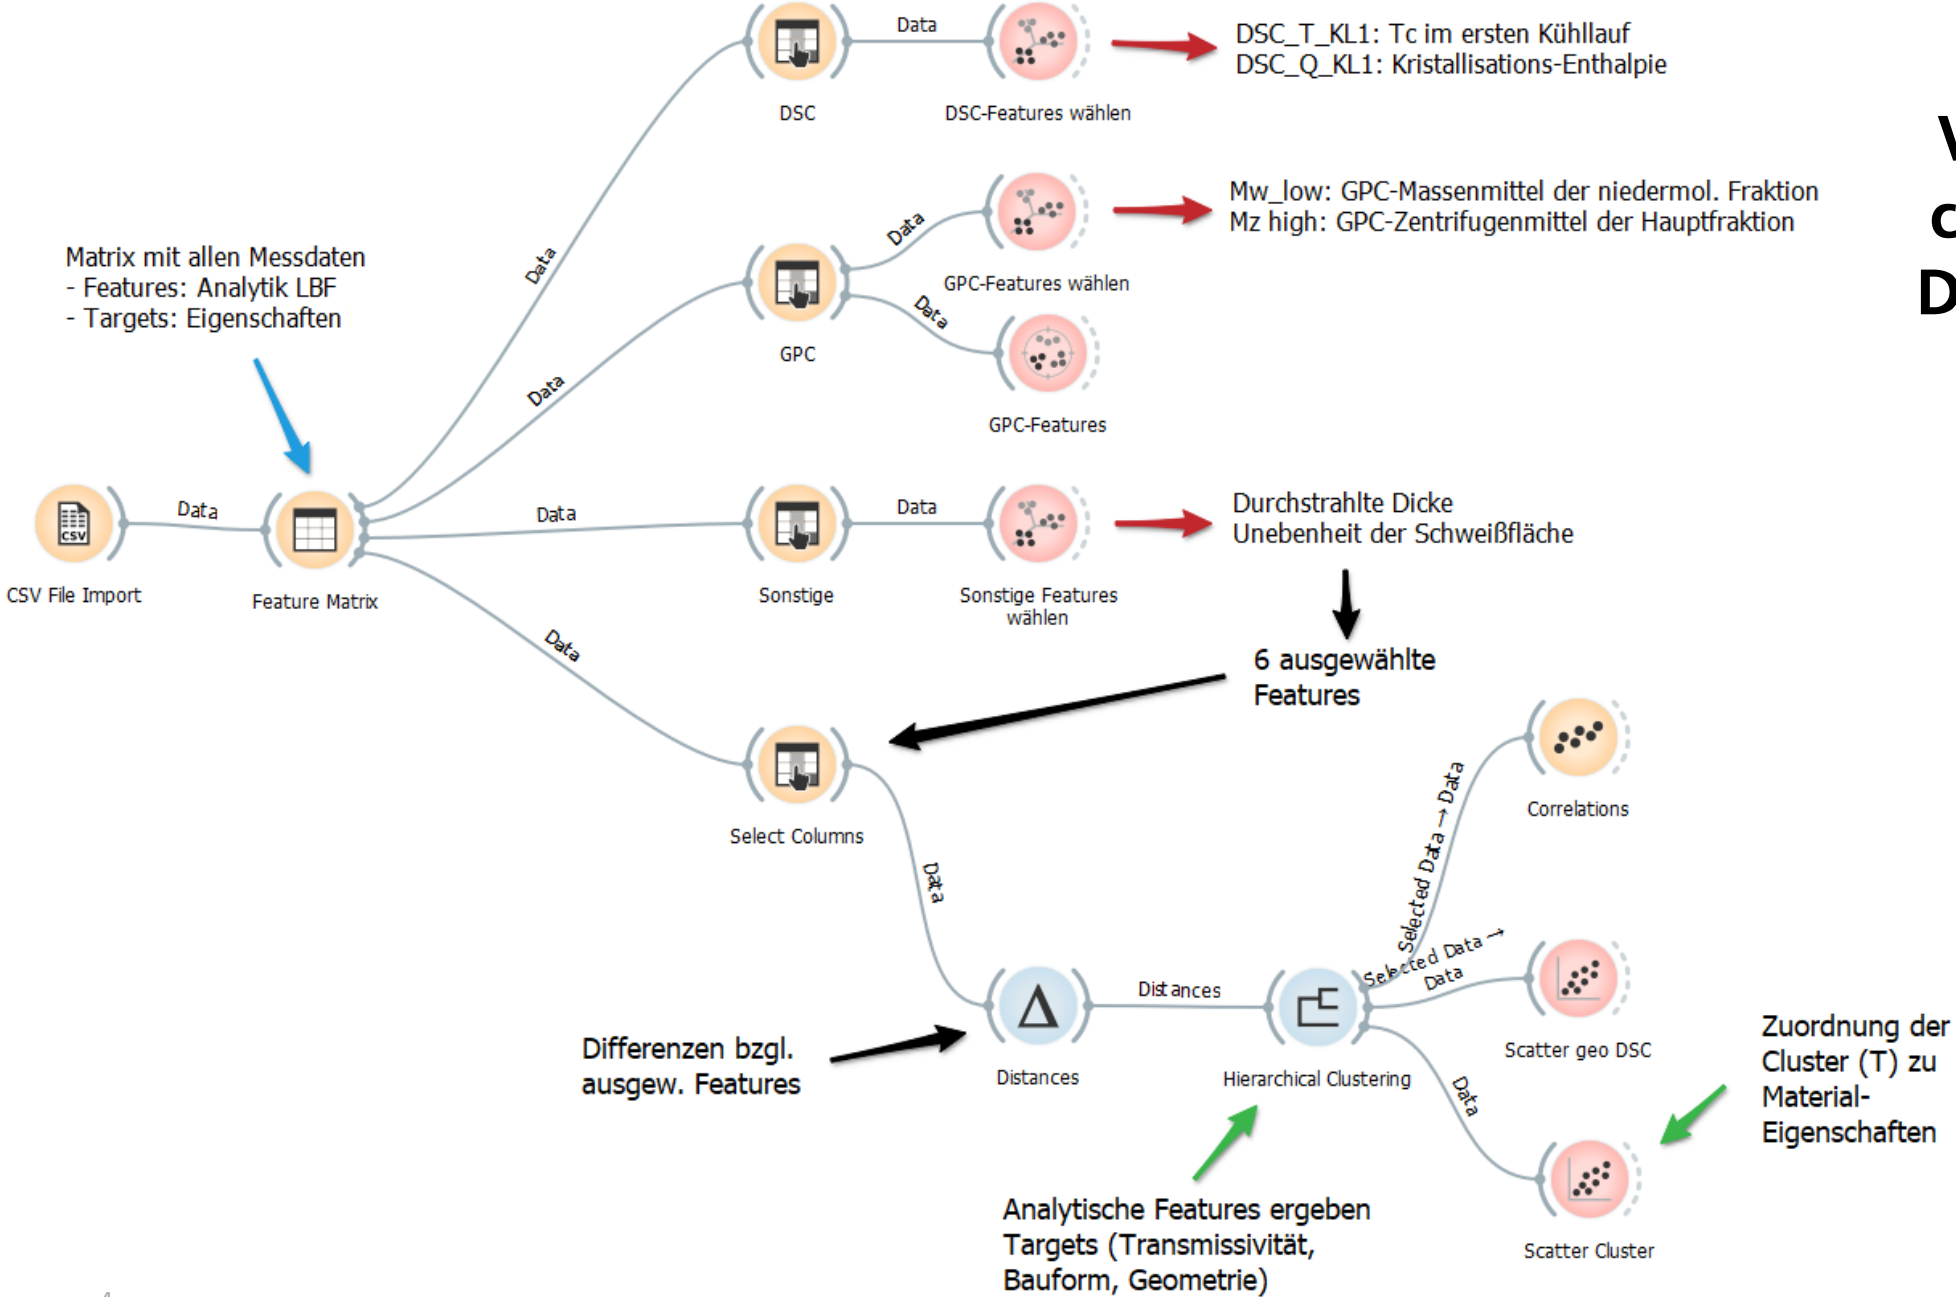 Data
DSC_T_KL1: Tc im ersten Kühllauf
DSC_Q_KL1: Kristallisations-Enthalpie
DSC
DSC-Features wählen
Data
Mw_low: GPC-Massenmittel der niedermol. Fraktion
Mz high: GPC-Zentrifugenmittel der Hauptfraktion
Data
Matrix mit allen Messdaten
- Features: Analytik LBF
- Targets: Eigenschaften
GPC-Features wählen
Data
GPC
Data
GPC-Features
Data
Data
Data
CSV
Durchstrahlte Dicke
Unebenheit der Schweißfläche
CSV File Import
Feature Matrix
Sonstige
Sonstige Features
wählen
Data
6 ausgewählte
Features
Select Columns
Correlations
Data
Selected Data → Data
Selected Data →
Data
Distances
Differenzen bzgl.
ausgew. Features
Δ
Distances
Hierarchical Clustering
Scatter geo DSC
Data
Zuordnung der
Cluster (T) zu
Material-
Eigenschaften
Analytische Features ergeben
Targets (Transmissivität,
Bauform, Geometrie)
Scatter Cluster